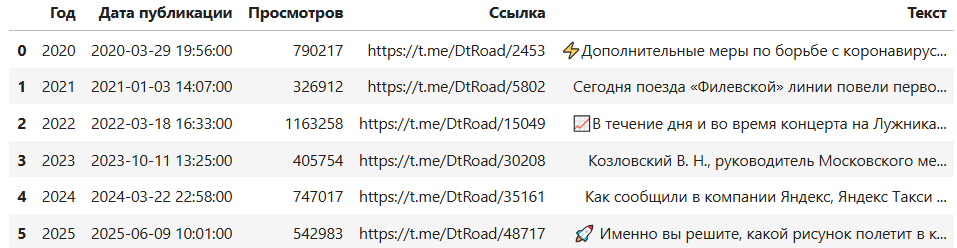 Год Дата публикации Просмотров Ссылка Текст
0 2020 2020-03-29 19:56:00 790217 https://t.me/DtRoad/2453 ⚡Дополнительные меры по борьбе с коронавирус...
1 2021 2021-01-03 14:07:00 326912 https://t.me/DtRoad/5802 Сегодня поезда «Филевской» линии повели перво...
2 2022 2022-03-18 16:33:00 1163258 https://t.me/DtRoad/15049 📈В течение дня и во время концерта на Лужника...
3 2023 2023-10-11 13:25:00 405754 https://t.me/DtRoad/30208 Козловский В. Н., руководитель Московского ме...
4 2024 2024-03-22 22:58:00 747017 https://t.me/DtRoad/35161 Как сообщили в компании Яндекс, Яндекс Такси ...
5 2025 2025-06-09 10:01:00 542983 https://t.me/DtRoad/48717 🚀 Именно вы решите, какой рисунок полетит в к...